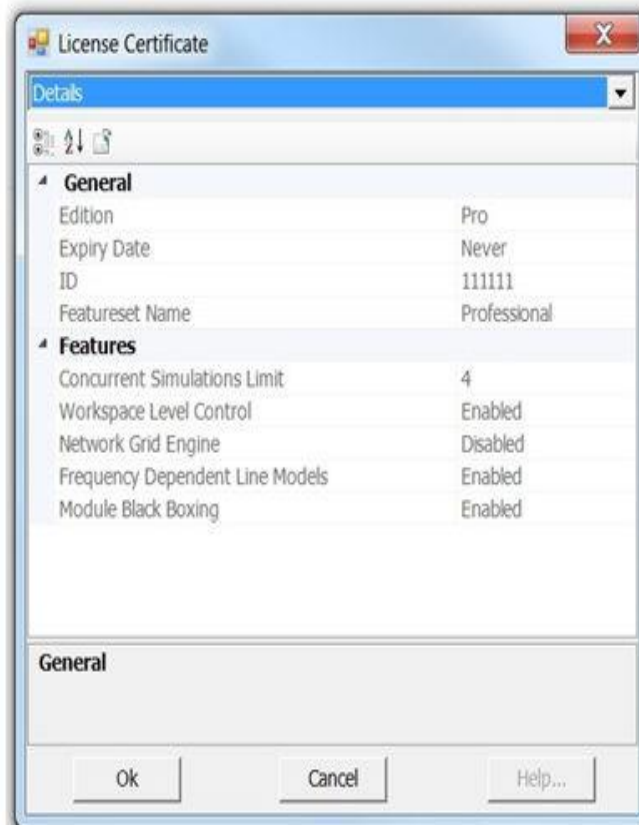 License Certificate
Details
General
Edition Pro
Expiry Date Never
ID 111111
Featureset Name Professional
Features
Concurrent Simulations Limit 4
Workspace Level Control Enabled
Network Grid Engine Disabled
Frequency Dependent Line Models Enabled
Module Black Boxing Enabled
General
Ok Cancel Help...